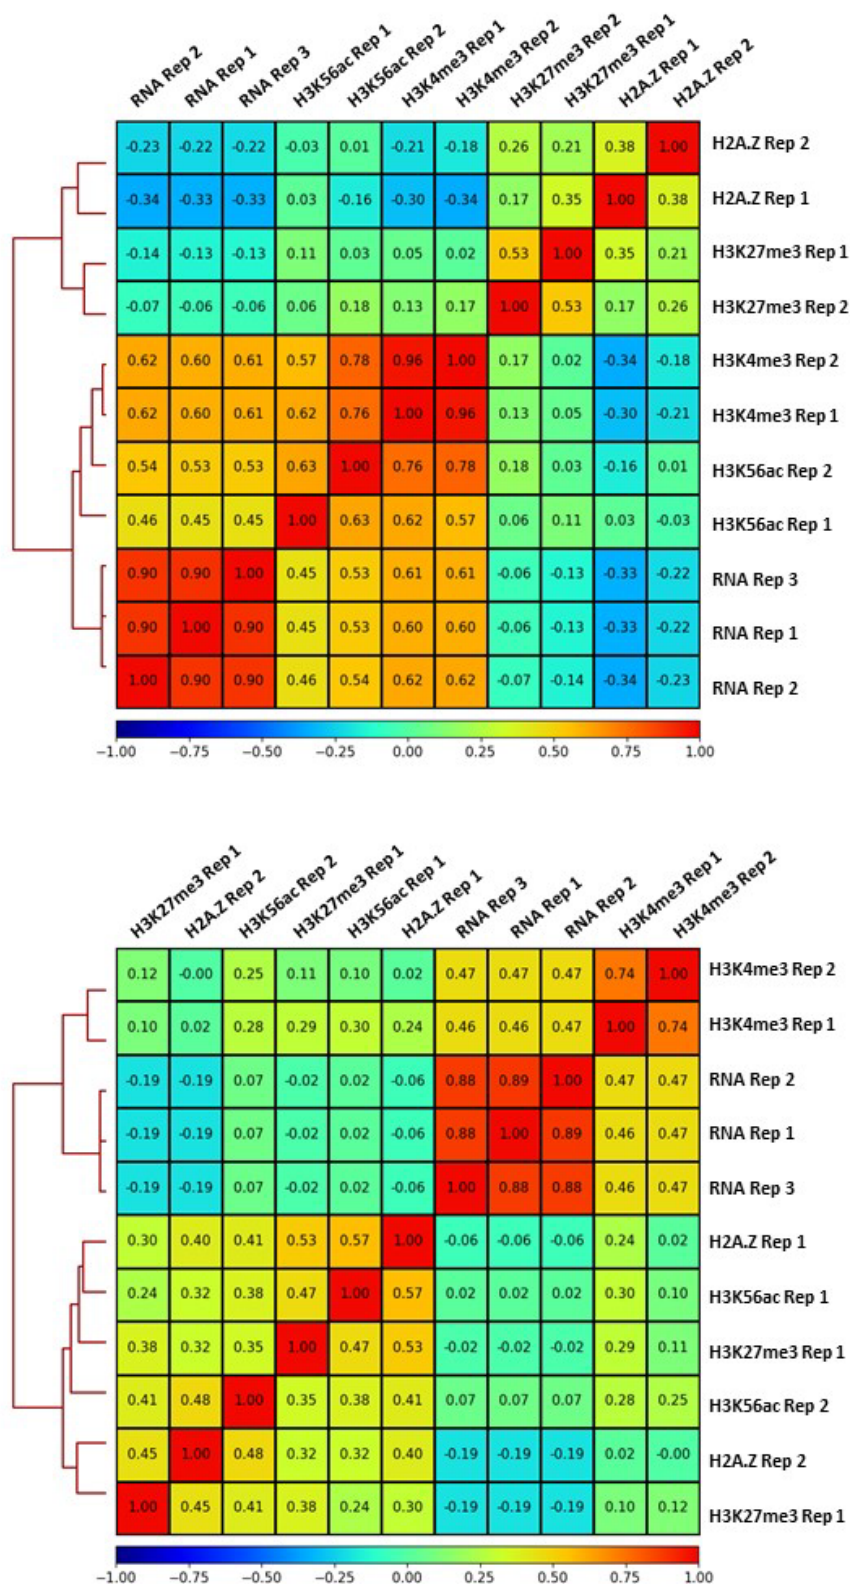 RNA Rep 2 RNA Rep 1 RNA Rep 3 H3K56ac Rep 1 H3K56ac Rep 2 H3K4me3 Rep 1 H3K4me3 Rep 2 H3K27me3 Rep 2 H3K27me3 Rep 1 H2A.Z Rep 1 H2A.Z Rep 2
-0.23 -0.22 -0.22 -0.03 0.01 -0.21 -0.18 0.26 0.21 0.38 1.00 H2A.Z Rep 2
-0.34 -0.33 -0.33 0.03 -0.16 -0.30 -0.34 0.17 0.35 1.00 0.38 H2A.Z Rep 1
-0.14 -0.13 -0.13 0.11 0.03 0.05 0.02 0.53 1.00 0.35 0.21 H3K27me3 Rep 1
-0.07 -0.06 -0.06 0.06 0.18 0.13 0.17 1.00 0.53 0.17 0.26 H3K27me3 Rep 2
0.62 0.60 0.61 0.57 0.78 0.96 1.00 0.17 0.02 -0.34 -0.18 H3K4me3 Rep 2
0.62 0.60 0.61 0.62 0.76 1.00 0.96 0.13 0.05 -0.30 -0.21 H3K4me3 Rep 1
0.54 0.53 0.53 0.63 1.00 0.76 0.78 0.18 0.03 -0.16 0.01 H3K56ac Rep 2
0.46 0.45 0.45 1.00 0.63 0.62 0.57 0.06 0.11 0.03 -0.03 H3K56ac Rep 1
0.90 0.90 1.00 0.45 0.53 0.61 0.61 -0.06 -0.13 -0.33 -0.22 RNA Rep 3
0.90 1.00 0.90 0.45 0.53 0.60 0.60 -0.06 -0.13 -0.33 -0.22 RNA Rep 1
1.00 0.90 0.90 0.46 0.54 0.62 0.62 -0.07 -0.14 -0.34 -0.23 RNA Rep 2
−1.00 −0.75 −0.50 −0.25 0.00 0.25 0.50 0.75 1.00
H3K27me3 Rep 1 H2A.Z Rep 2 H3K56ac Rep 2 H3K27me3 Rep 1 H3K56ac Rep 1 H2A.Z Rep 1 RNA Rep 3 RNA Rep 1 RNA Rep 2 H3K4me3 Rep 1 H3K4me3 Rep 2
0.12 -0.00 0.25 0.11 0.10 0.02 0.47 0.47 0.47 0.74 1.00 H3K4me3 Rep 2
0.10 0.02 0.28 0.29 0.30 0.24 0.46 0.46 0.47 1.00 0.74 H3K4me3 Rep 1
-0.19 -0.19 0.07 -0.02 0.02 -0.06 0.88 0.89 1.00 0.47 0.47 RNA Rep 2
-0.19 -0.19 0.07 -0.02 0.02 -0.06 0.88 1.00 0.89 0.46 0.47 RNA Rep 1
-0.19 -0.19 0.07 -0.02 0.02 -0.06 1.00 0.88 0.88 0.46 0.47 RNA Rep 3
0.30 0.40 0.41 0.53 0.57 1.00 -0.06 -0.06 -0.06 0.24 0.02 H2A.Z Rep 1
0.24 0.32 0.38 0.47 1.00 0.57 0.02 0.02 0.02 0.30 0.10 H3K56ac Rep 1
0.38 0.32 0.35 1.00 0.47 0.53 -0.02 -0.02 -0.02 0.29 0.11 H3K27me3 Rep 1
0.41 0.48 1.00 0.35 0.38 0.41 0.07 0.07 0.07 0.28 0.25 H3K56ac Rep 2
0.45 1.00 0.48 0.32 0.32 0.40 -0.19 -0.19 -0.19 0.02 -0.00 H2A.Z Rep 2
1.00 0.45 0.41 0.38 0.24 0.30 -0.19 -0.19 -0.19 0.10 0.12 H3K27me3 Rep 1
−1.00 −0.75 −0.50 −0.25 0.00 0.25 0.50 0.75 1.00